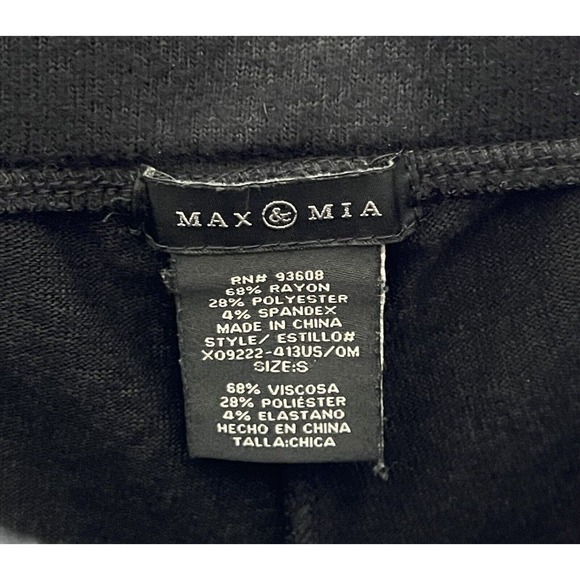 MAX & MIA
RN# 93608
68% RAYON
28% POLYESTER
4% SPANDEX
MADE IN CHINA
STYLE/ ESTILLO#
X09222-413US/OM
SIZE:S
68% VISCOSA
28% POLIÉSTER
4% ELASTANO
HECHO EN CHINA
TALLA:CHICA